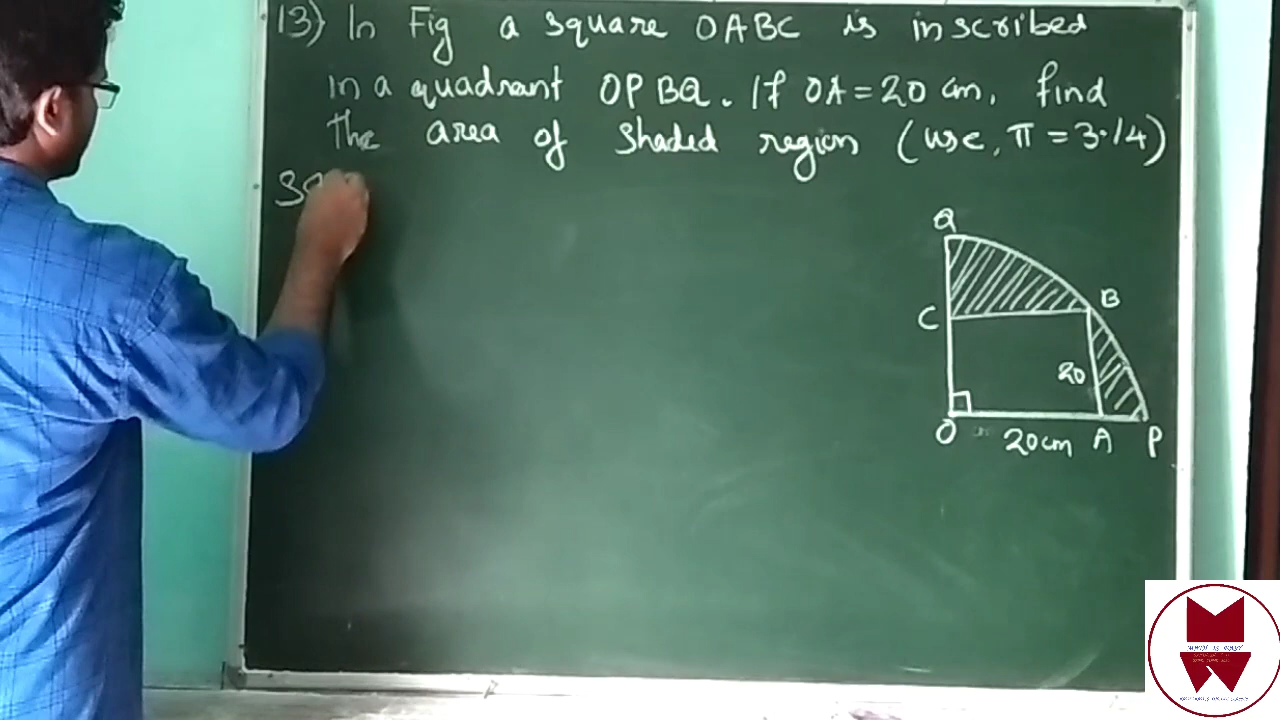 13) In Fig a square OABC is inscribed
in a quadrant OPBQ. If OA = 20 cm, find
the area of shaded region (use, π = 3.14)
Q
B
C
20
O
20cm
A
P